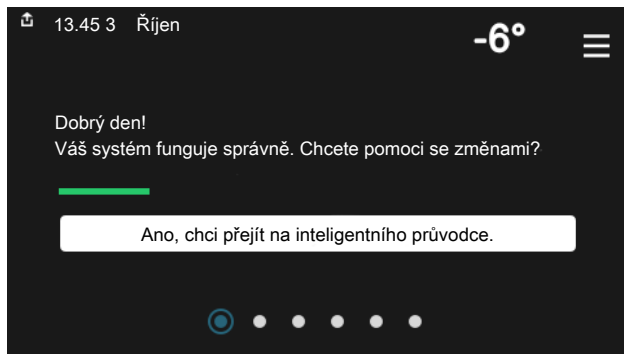 13.45 3 Říjen
-6°
Dobrý den!
Váš systém funguje správně. Chcete pomoci se změnami?
Ano, chci přejít na inteligentního průvodce.